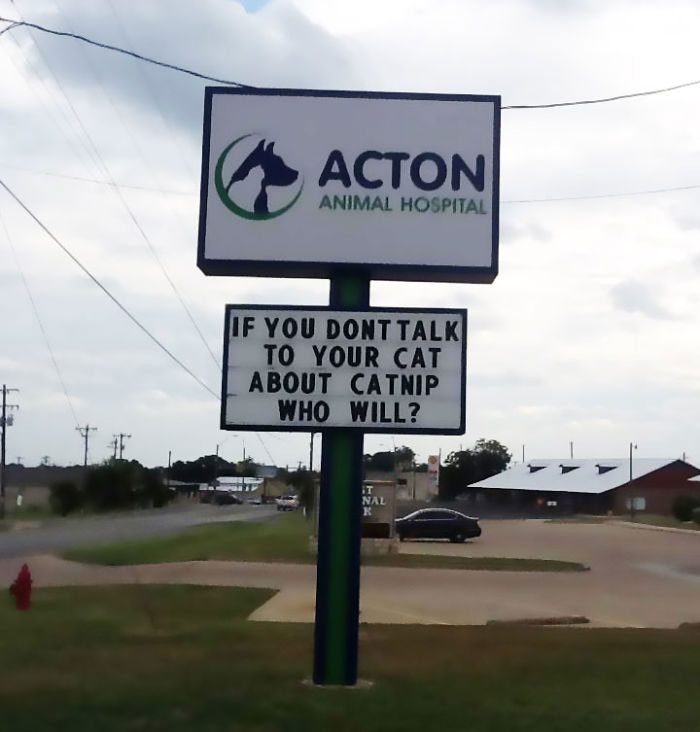 ACTON
ANIMAL HOSPITAL
IF YOU DONT TALK
TO YOUR CAT
ABOUT CATNIP
WHO WILL?